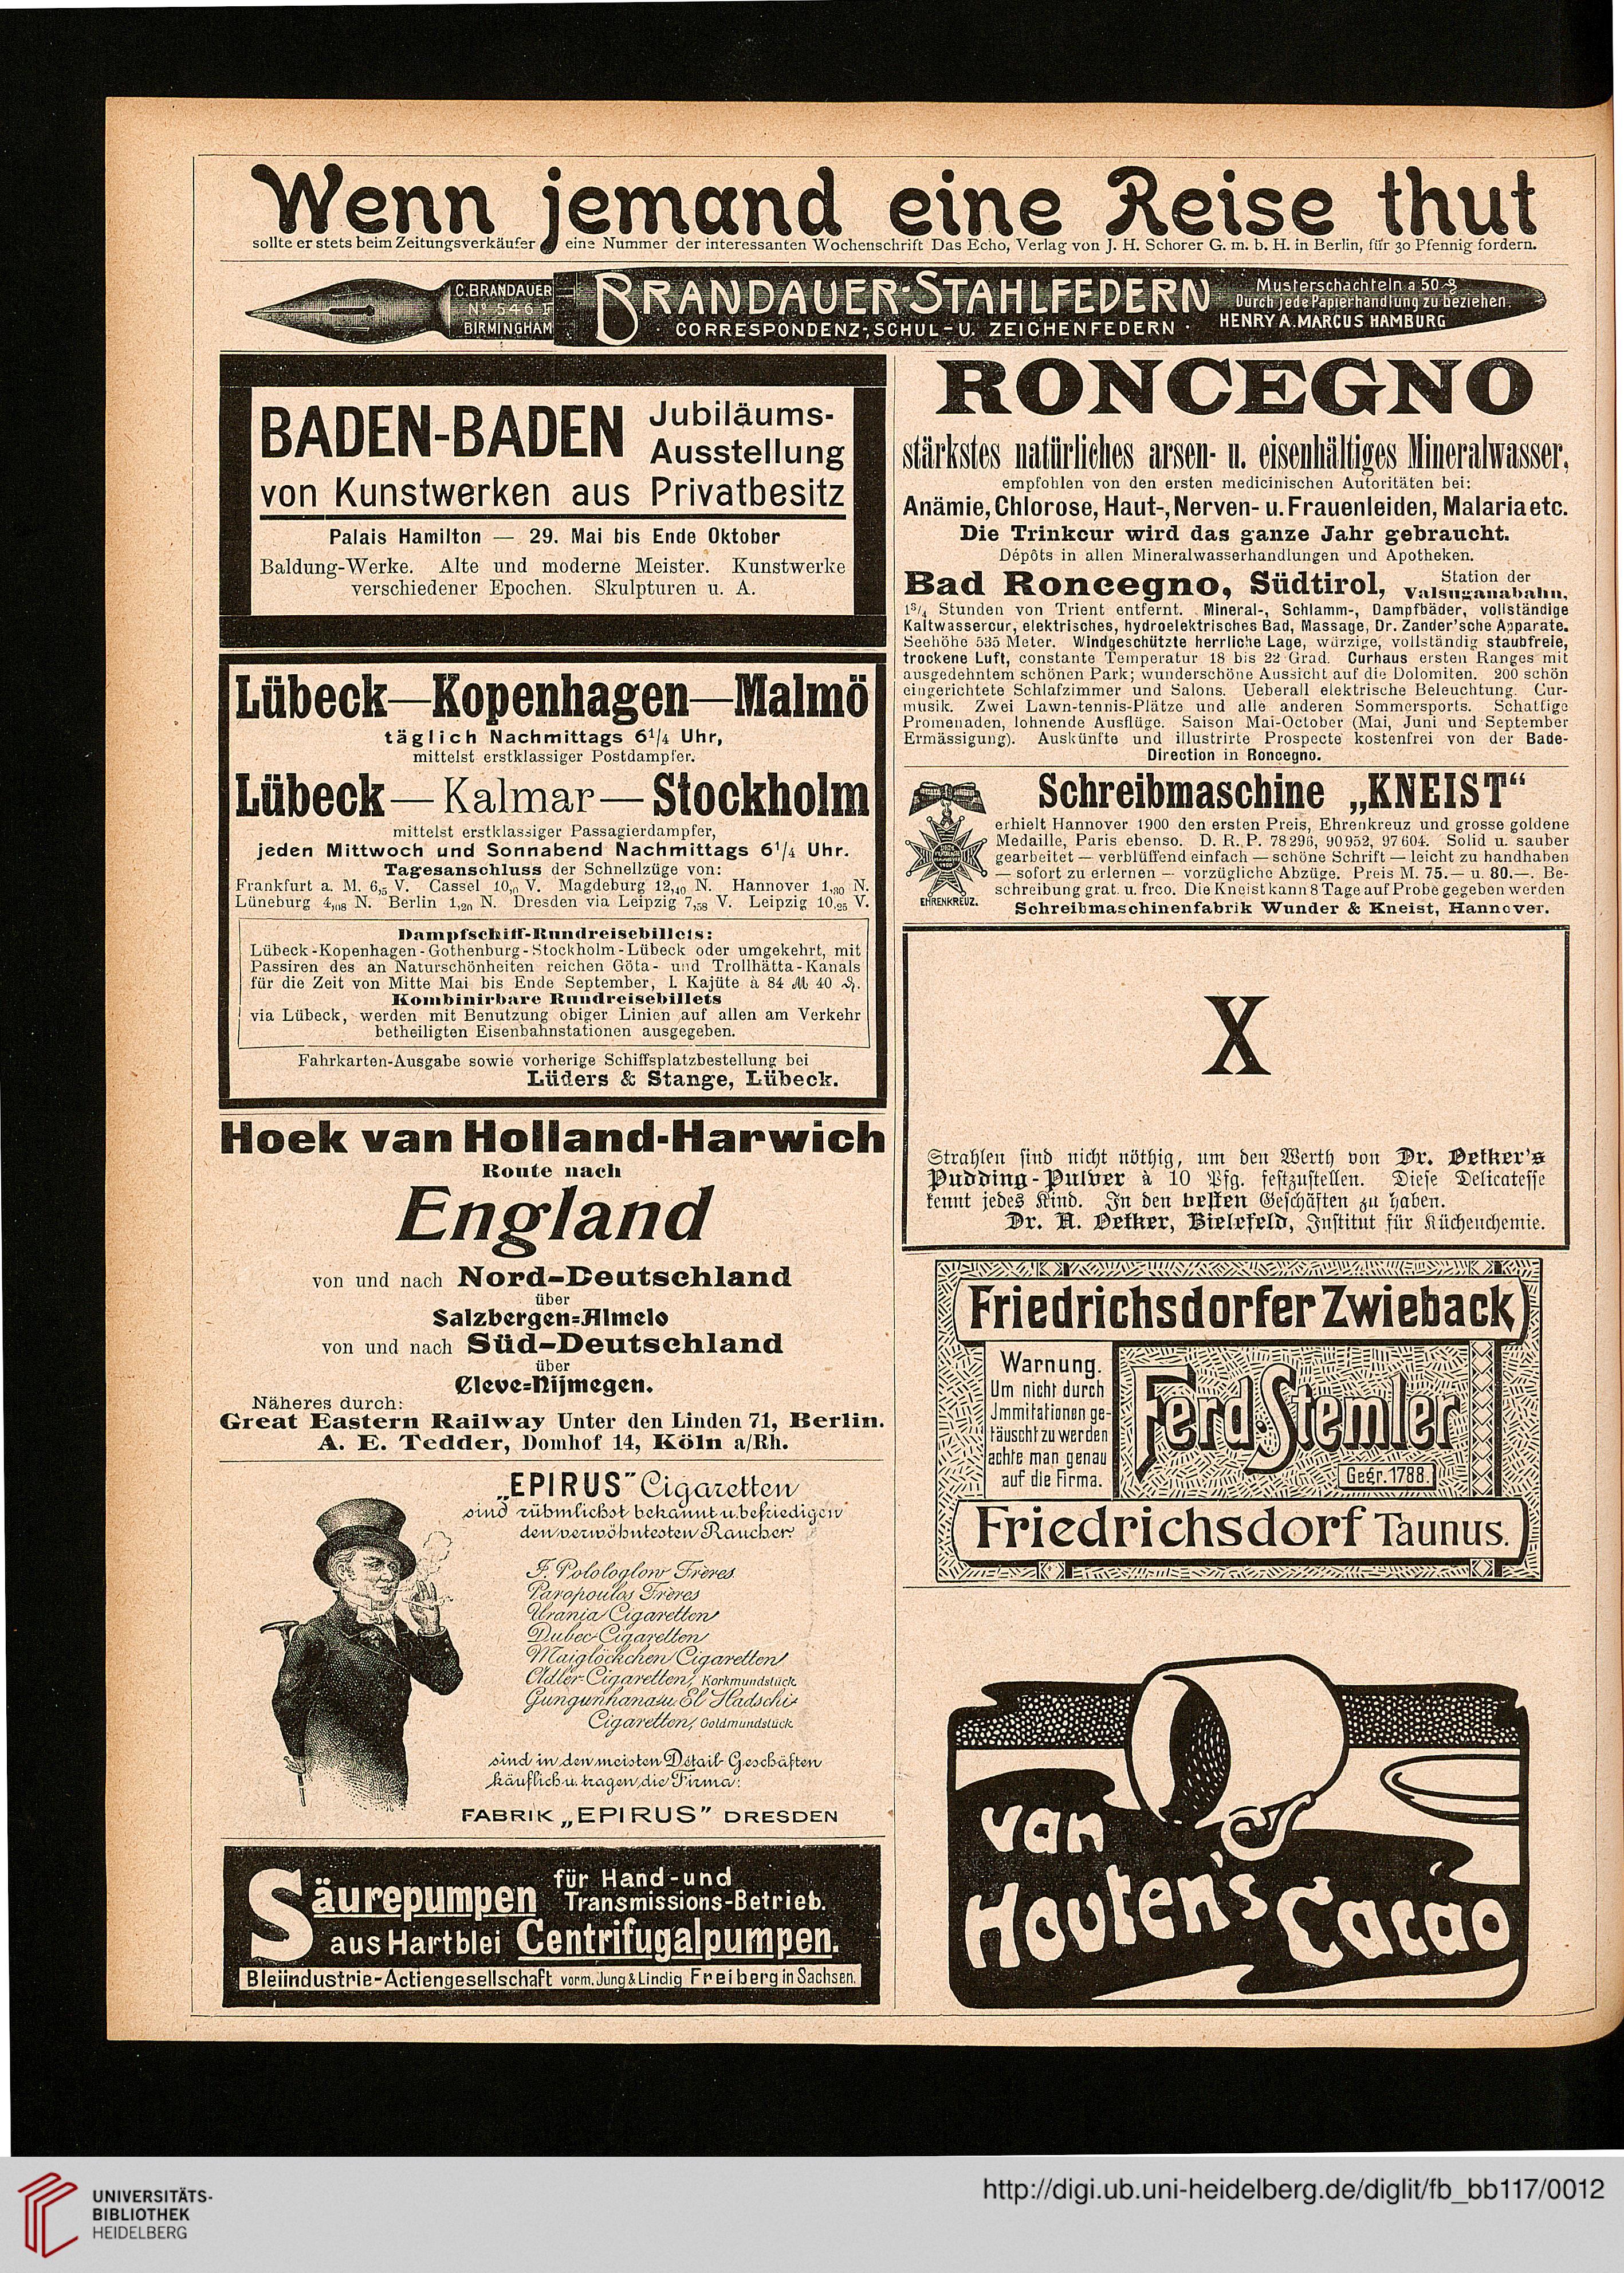 Wenn jemand eine Reise thut
sollte er stets beim Zeitungsverkäufer eine Nummer der interessanten Wochenschrift Das Echo, Verlag von J. H. Schorer G. m. b. H. in Berlin, für 30 Pfennig fordern.
C. BRANDAUER
No 546 F
BIRMINGHAM
BRANDAUER-STAHLFEDERN
CORRESPONDENZ-, SCHUL- U. ZEICHENFEDERN
Musterschachteln a 50 ₰
Durch jede Papierhandlung zu beziehen.
HENRY A. MARCUS HAMBURG
BADEN-BADEN Jubiläums-
Ausstellung
von Kunstwerken aus Privatbesitz
Palais Hamilton — 29. Mai bis Ende Oktober
Baldung-Werke. Alte und moderne Meister. Kunstwerke
verschiedener Epochen. Skulpturen u. A.
Lübeck—Kopenhagen—Malmö
täglich Nachmittags 6¹/₄ Uhr,
mittelst erstklassiger Postdampfer.
Lübeck—Kalmar—Stockholm
mittelst erstklassiger Passagierdampfer,
jeden Mittwoch und Sonnabend Nachmittags 6¹/₄ Uhr.
Tagesanschluss der Schnellzüge von:
Frankfurt a. M. 6,₅ V. Cassel 10,₀ V. Magdeburg 12,₄₀ N. Hannover 1,₃₀ N.
Lüneburg 4,₀₈ N. Berlin 1,₂₀ N. Dresden via Leipzig 7,₅₈ V. Leipzig 10,₂₅ V.
Dampfschiff-Rundreisebillets:
Lübeck-Kopenhagen-Gothenburg-Stockholm-Lübeck oder umgekehrt, mit
Passiren des an Naturschönheiten reichen Göta- und Trollhätta-Kanals
für die Zeit von Mitte Mai bis Ende September, I. Kajüte à 84 ℳ 40 ₰.
Kombinirbare Rundreisebillets
via Lübeck, werden mit Benutzung obiger Linien auf allen am Verkehr
betheiligten Eisenbahnstationen ausgegeben.
Fahrkarten-Ausgabe sowie vorherige Schiffsplatzbestellung bei
Lüders & Stange, Lübeck.
Hoek van Holland-Harwich
Route nach
England
von und nach Nord-Deutschland
über
Salzbergen=Almelo
von und nach Süd-Deutschland
über
Cleve=Nijmegen.
Näheres durch:
Great Eastern Railway Unter den Linden 71, Berlin.
A. E. Tedder, Domhof 14, Köln a/Rh.
„EPIRUS" Cigaretten
sind rühmlichst bekannt u. befriedigen
den verwöhntesten Raucher
F. Polologlow Frères
Paropoulos Frères
Urania Cigaretten
Dubec-Cigaretten
Maiglöckchen Cigaretten
Adler-Cigaretten, Korkmundstück
Gungunhana u. El Hadschi-
Cigaretten, Goldmundstück
sind in den meisten Détail-Geschäften
käuflich u. tragen die Firma:
FABRIK „EPIRUS" DRESDEN
Säurepumpen für Hand-und
Transmissions-Betrieb.
aus Hartblei Centrifugalpumpen.
Bleiindustrie-Actiengesellschaft vorm. Jung & Lindig Freiberg in Sachsen.
RONCEGNO
stärkstes natürliches arsen- u. eisenhältiges Mineralwasser,
empfohlen von den ersten medicinischen Autoritäten bei:
Anämie, Chlorose, Haut-, Nerven- u. Frauenleiden, Malaria etc.
Die Trinkcur wird das ganze Jahr gebraucht.
Dépôts in allen Mineralwasserhandlungen und Apotheken.
Bad Roncegno, Südtirol, Station der
Valsuganabahn,
1³/₄ Stunden von Trient entfernt. Mineral-, Schlamm-, Dampfbäder, vollständige
Kaltwassercur, elektrisches, hydroelektrisches Bad, Massage, Dr. Zander'sche Apparate.
Seehöhe 535 Meter. Windgeschützte herrliche Lage, würzige, vollständig staubfreie,
trockene Luft, constante Temperatur 18 bis 22 Grad. Curhaus ersten Ranges mit
ausgedehntem schönen Park; wunderschöne Aussicht auf die Dolomiten. 200 schön
eingerichtete Schlafzimmer und Salons. Ueberall elektrische Beleuchtung. Cur-
musik. Zwei Lawn-tennis-Plätze und alle anderen Sommersports. Schattige
Promenaden, lohnende Ausflüge. Saison Mai-October (Mai, Juni und September
Ermässigung). Auskünfte und illustrirte Prospecte kostenfrei von der Bade-
Direction in Roncegno.
Schreibmaschine „KNEIST“
erhielt Hannover 1900 den ersten Preis, Ehrenkreuz und grosse goldene
Medaille, Paris ebenso. D. R. P. 78296, 90952, 97604. Solid u. sauber
gearbeitet — verblüffend einfach — schöne Schrift — leicht zu handhaben
— sofort zu erlernen — vorzügliche Abzüge. Preis M. 75.— u. 80.—. Be-
schreibung grat. u. frco. Die Kneist kann 8 Tage auf Probe gegeben werden
EHRENKREUZ.
Schreibmaschinenfabrik Wunder & Kneist, Hannover.
X
Strahlen sind nicht nöthig, um den Werth von Dr. Oetker's
Pudding-Pulver à 10 Pfg. festzustellen. Diese Delicatesse
kennt jedes Kind. In den besten Geschäften zu haben.
Dr. A. Oetker, Bielefeld, Institut für Küchenchemie.
Friedrichsdorfer Zwieback
Warnung.
Um nicht durch
Jmmitationen ge-
täuscht zu werden
achte man genau
auf die Firma.
Ferd. Stemler
Gegr. 1788.
Friedrichsdorf Taunus.
van
Houten's Cacao
UNIVERSITÄTS-
BIBLIOTHEK
HEIDELBERG
http://digi.ub.uni-heidelberg.de/diglit/fb_bb117/0012